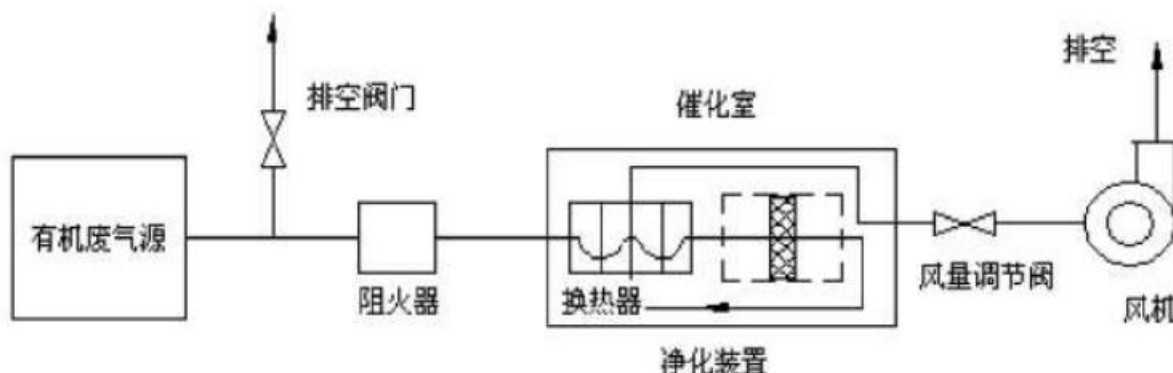 排空
排空阀门
催化室
有机废气源
阻火器
换热器
风量调节阀
风机
净化装置